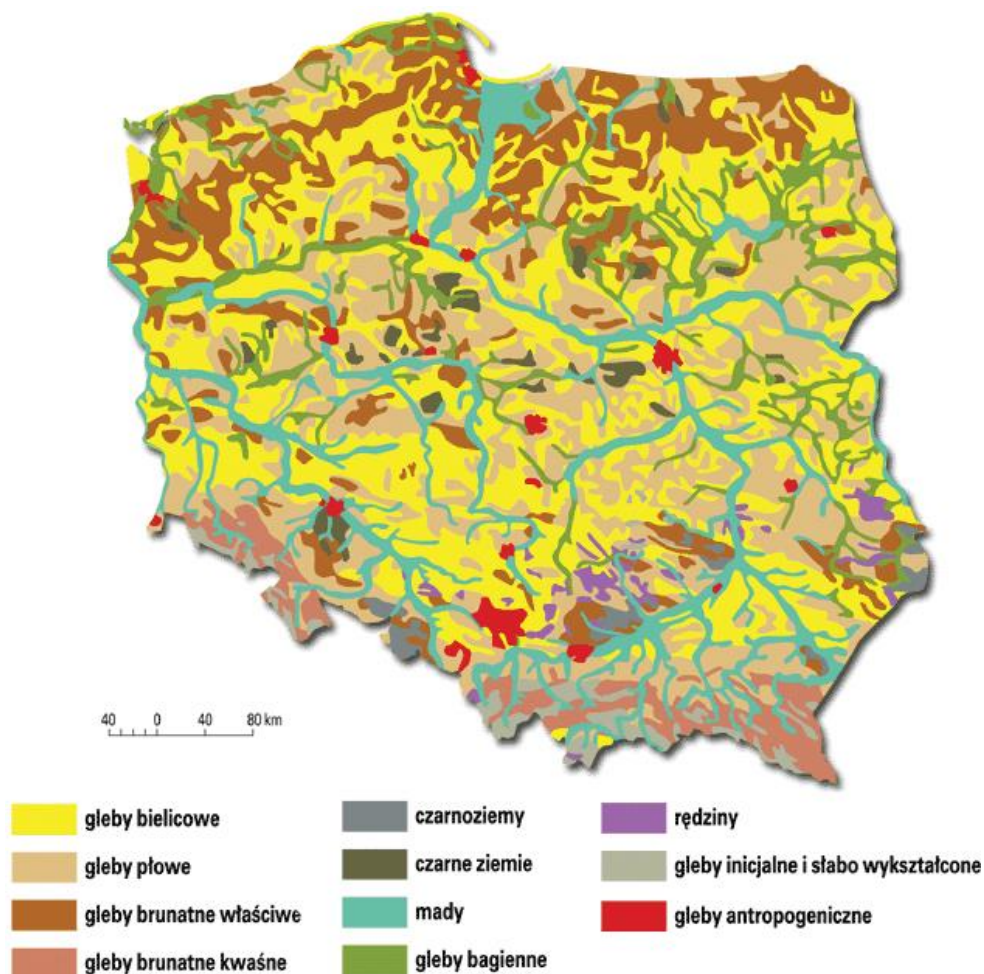 40 0 40 80 km
gleby bielicowe
gleby płowe
gleby brunatne właściwe
gleby brunatne kwaśne
czarnoziemy
czarne ziemie
mady
gleby bagienne
rędziny
gleby inicjalne i słabo wykształcone
gleby antropogeniczne